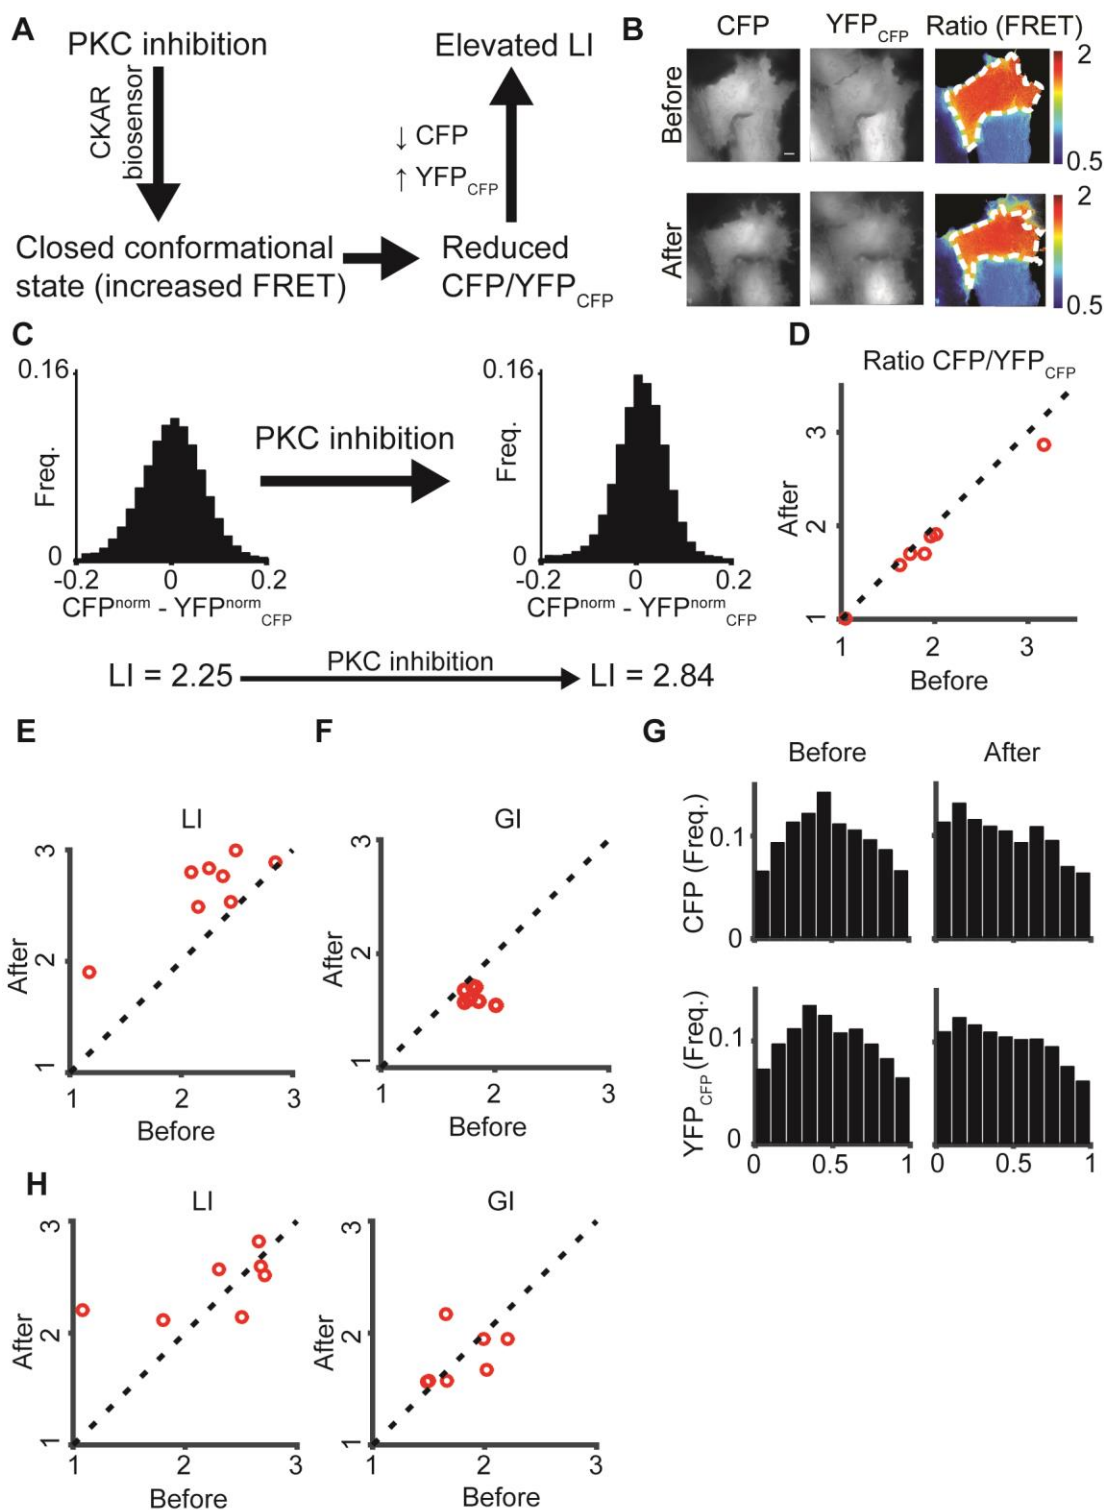 A
PKC inhibition
Elevated LI
CKAR
biosensor
↓ CFP
↑ YFPCFP
Closed conformational
state (increased FRET)
Reduced
CFP/YFPCFP
B
CFP
YFPCFP
Ratio (FRET)
Before
2
0.5
After
2
0.5
C
0.16
Freq.
0
-0.2
0
0.2
CFPnorm - YFPnormCFP
PKC inhibition
0.16
Freq.
0
-0.2
0
0.2
CFPnorm - YFPnormCFP
LI = 2.25
PKC inhibition
LI = 2.84
D
Ratio CFP/YFPCFP
3
After
2
1
1
2
3
Before
E
LI
3
After
2
1
1
2
3
Before
F
GI
3
After
2
1
1
2
3
Before
G
Before
After
CFP (Freq.)
0.1
0
YFPCFP (Freq.)
0.1
0
0
0.5
1
0
0.5
1
H
LI
3
After
2
1
1
2
3
Before
GI
3
After
2
1
1
2
3
Before